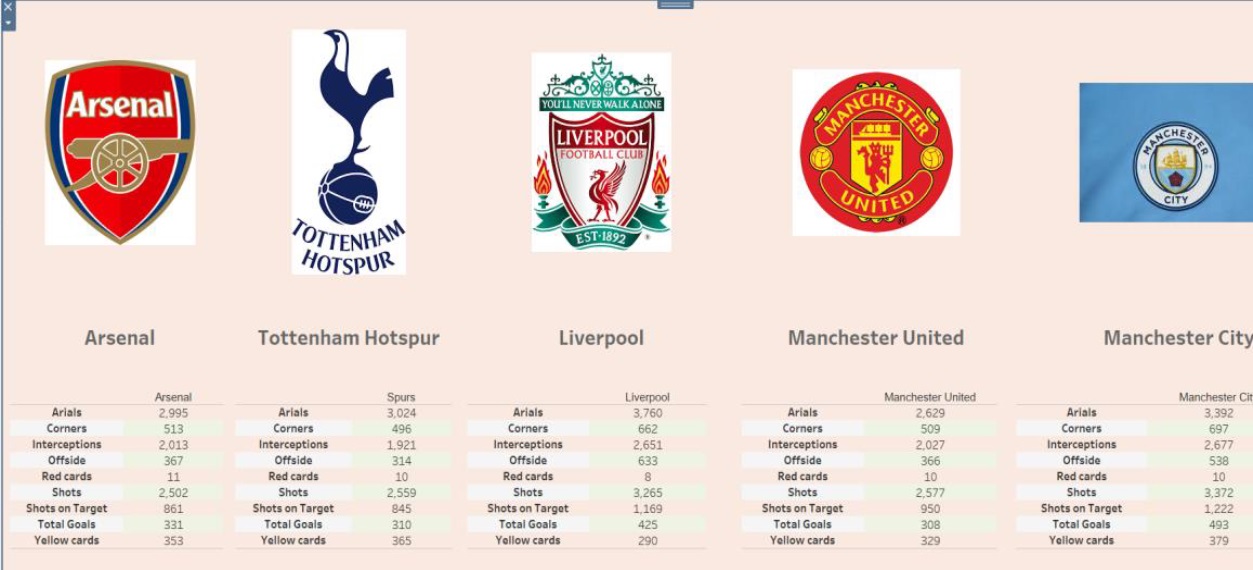 Arsenal
TOTTENHAM
HOTSPUR
YOU'LL NEVER WALK ALONE
LIVERPOOL
FOOTBALL CLUB
EST·1892
®
MANCHESTER
UNITED
®
MANCHESTER
18 94
CITY
Arsenal Tottenham Hotspur Liverpool Manchester United Manchester City
Arsenal Spurs Liverpool Manchester United Manchester Cit
Arials 2,995 Arials 3,024 Arials 3,760 Arials 2,629 Arials 3,392
Corners 513 Corners 496 Corners 662 Corners 509 Corners 697
Interceptions 2,013 Interceptions 1,921 Interceptions 2,651 Interceptions 2,027 Interceptions 2,677
Offside 367 Offside 314 Offside 633 Offside 366 Offside 538
Red cards 11 Red cards 10 Red cards 8 Red cards 10 Red cards 10
Shots 2,502 Shots 2,559 Shots 3,265 Shots 2,577 Shots 3,372
Shots on Target 861 Shots on Target 845 Shots on Target 1,169 Shots on Target 950 Shots on Target 1,222
Total Goals 331 Total Goals 310 Total Goals 425 Total Goals 308 Total Goals 493
Yellow cards 353 Yellow cards 365 Yellow cards 290 Yellow cards 329 Yellow cards 379